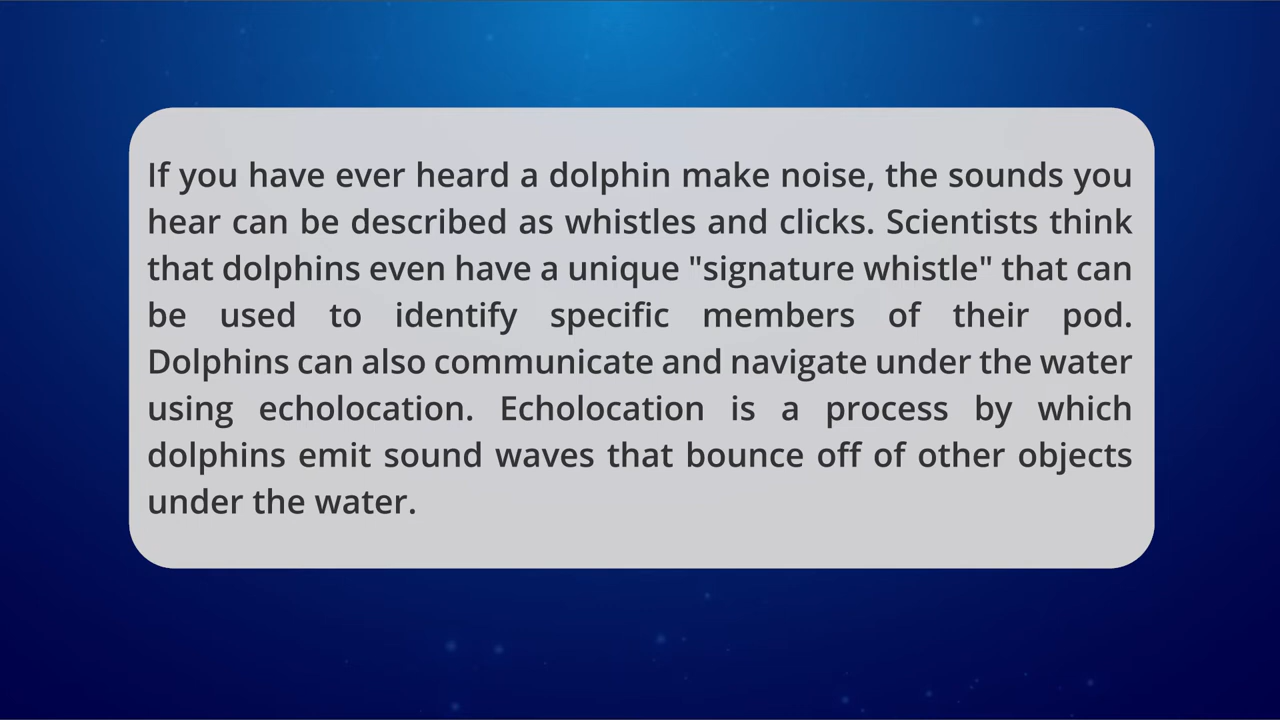 If you have ever heard a dolphin make noise, the sounds you
hear can be described as whistles and clicks. Scientists think
that dolphins even have a unique "signature whistle" that can
be used to identify specific members of their pod.
Dolphins can also communicate and navigate under the water
using echolocation. Echolocation is a process by which
dolphins emit sound waves that bounce off of other objects
under the water.